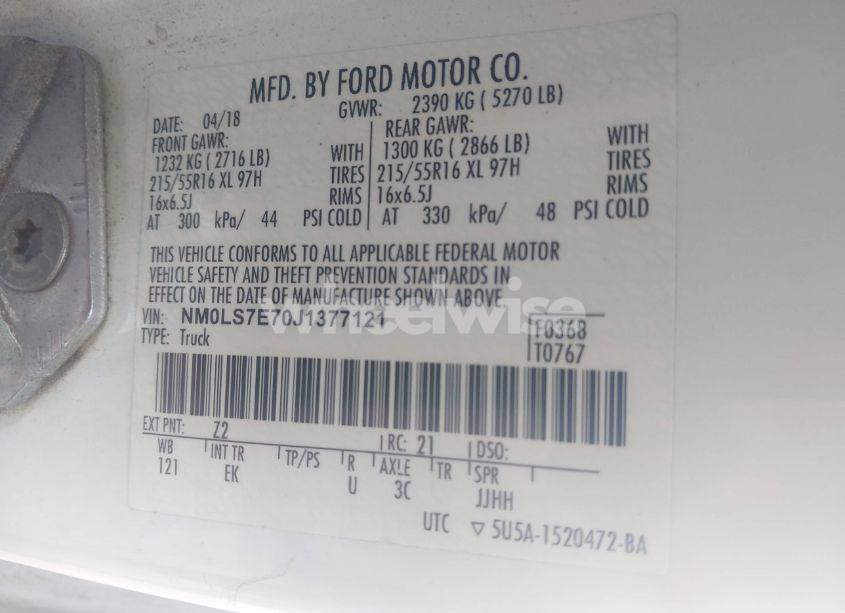 MFD. BY FORD MOTOR CO.
DATE: 04/18 GVWR: 2390 KG ( 5270 LB)
FRONT GAWR: REAR GAWR:
1232 KG ( 2716 LB) WITH 1300 KG ( 2866 LB) WITH
215/55R16 XL 97H TIRES 215/55R16 XL 97H TIRES
16x6.5J RIMS 16x6.5J RIMS
AT 300 kPa/ 44 PSI COLD AT 330 kPa/ 48 PSI COLD
THIS VEHICLE CONFORMS TO ALL APPLICABLE FEDERAL MOTOR
VEHICLE SAFETY AND THEFT PREVENTION STANDARDS IN
EFFECT ON THE DATE OF MANUFACTURE SHOWN ABOVE
wheelwise
VIN: NM0LS7E70J1377121 F0368
TYPE: Truck T0767
EXT PNT: Z2 RC: 21 DSO:
WB INT TR TP/PS R AXLE TR SPR
121 EK U 3C JJHH
UTC ▽ 5U5A-1520472-BA